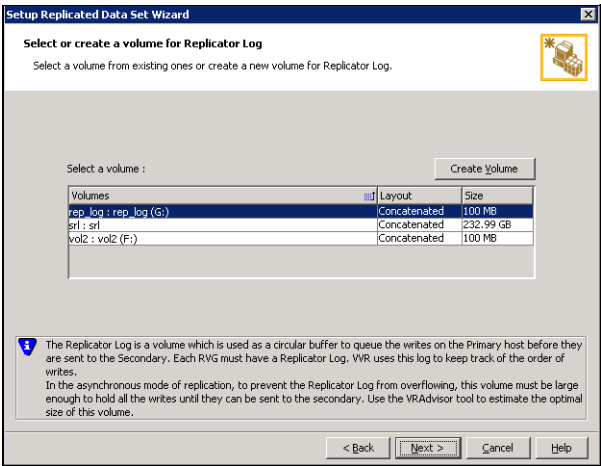 Setup Replicated Data Set Wizard
Select or create a volume for Replicator Log
Select a volume from existing ones or create a new volume for Replicator Log.
Select a volume :
Create Volume
Volumes Layout Size
rep_log : rep_log (G:) Concatenated 100 MB
srl : srl Concatenated 232.99 GB
vol2 : vol2 (F:) Concatenated 100 MB
The Replicator Log is a volume which is used as a circular buffer to queue the writes on the Primary host before they
are sent to the Secondary. Each RVG must have a Replicator Log. VVR uses this log to keep track of the order of
writes.
In the asynchronous mode of replication, to prevent the Replicator Log from overflowing, this volume must be large
enough to hold all the writes until they can be sent to the secondary. Use the VRAdvisor tool to estimate the optimal
size of this volume.
< Back Next > Cancel Help